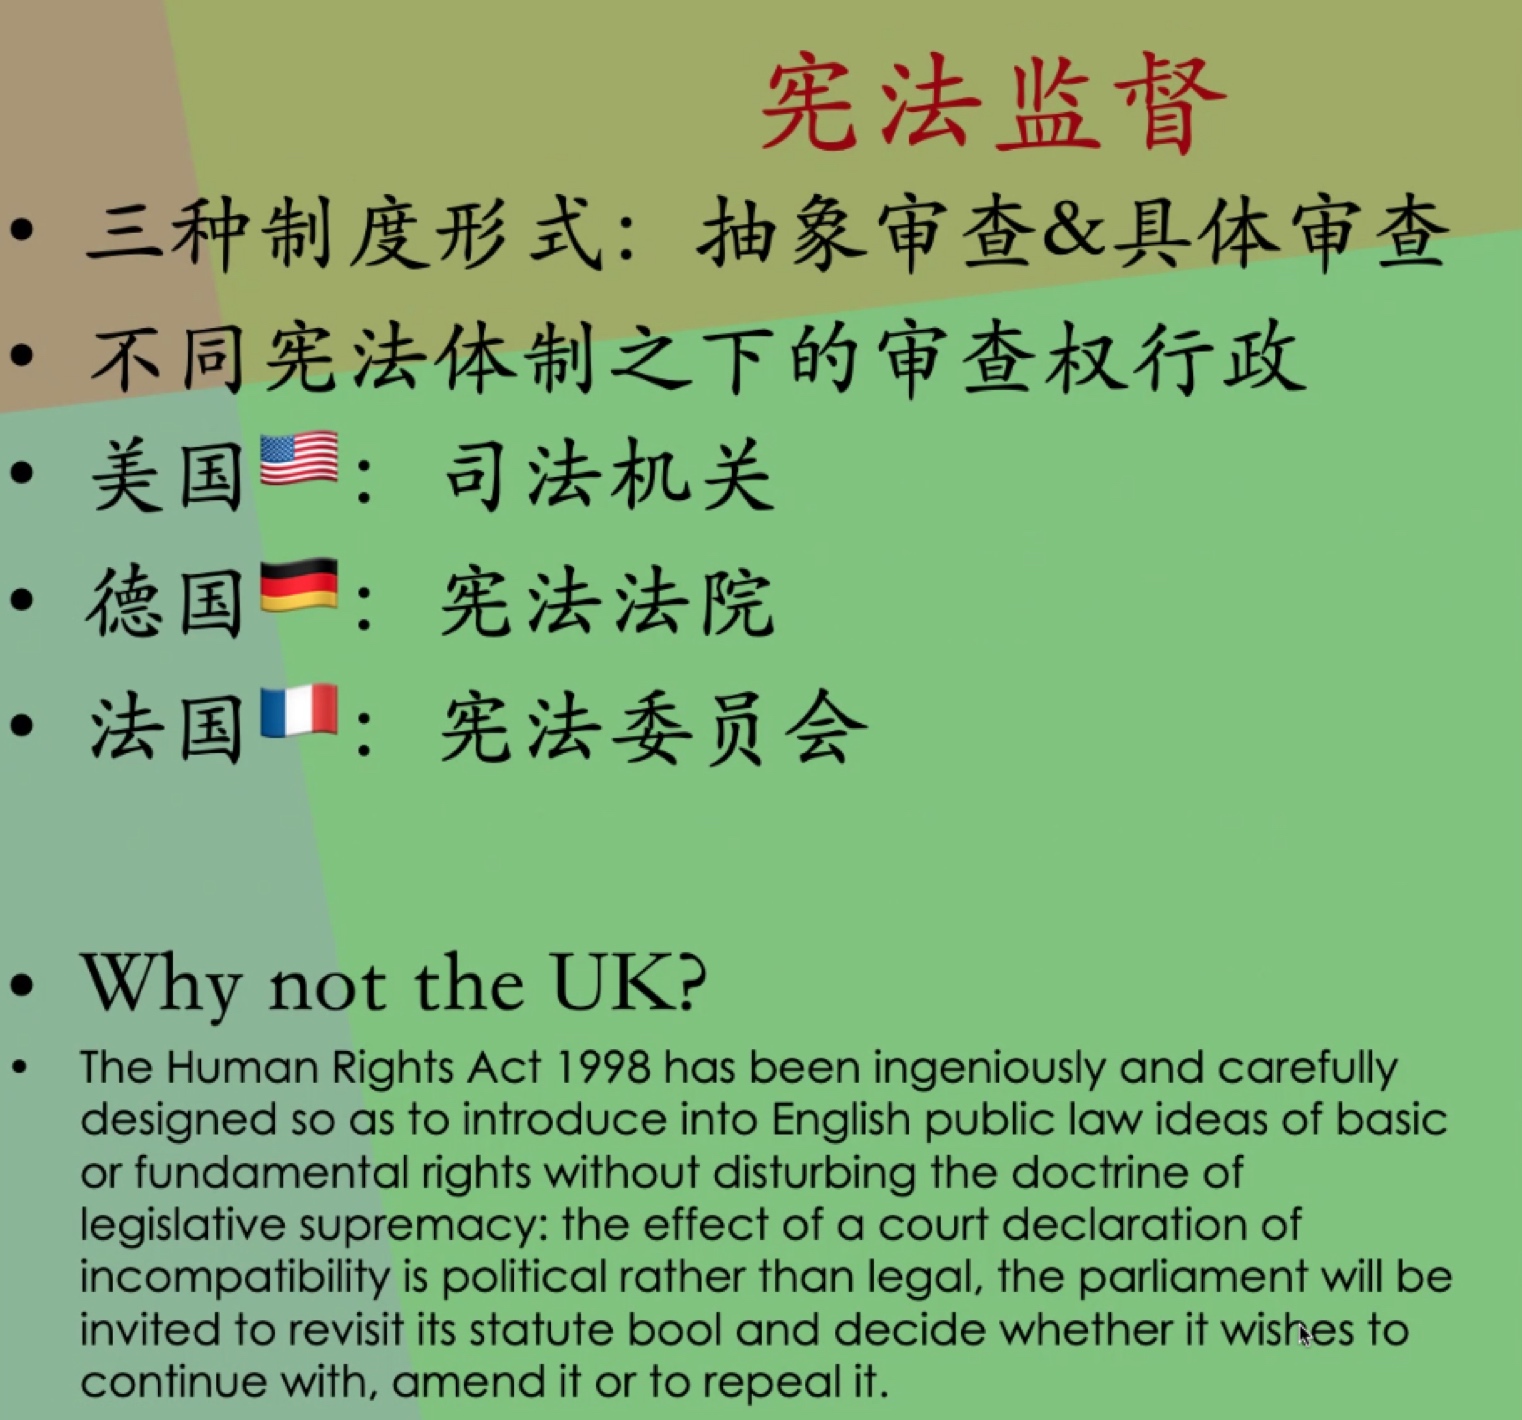 宪法监督
• 三种制度形式：抽象审查&具体审查
• 不同宪法体制之下的审查权行政
• 美国🇺🇸：司法机关
• 德国🇩🇪：宪法法院
• 法国🇫🇷：宪法委员会
• Why not the UK?
• The Human Rights Act 1998 has been ingeniously and carefully
designed so as to introduce into English public law ideas of basic
or fundamental rights without disturbing the doctrine of
legislative supremacy: the effect of a court declaration of
incompatibility is political rather than legal, the parliament will be
invited to revisit its statute bool and decide whether it wishes to
continue with, amend it or to repeal it.